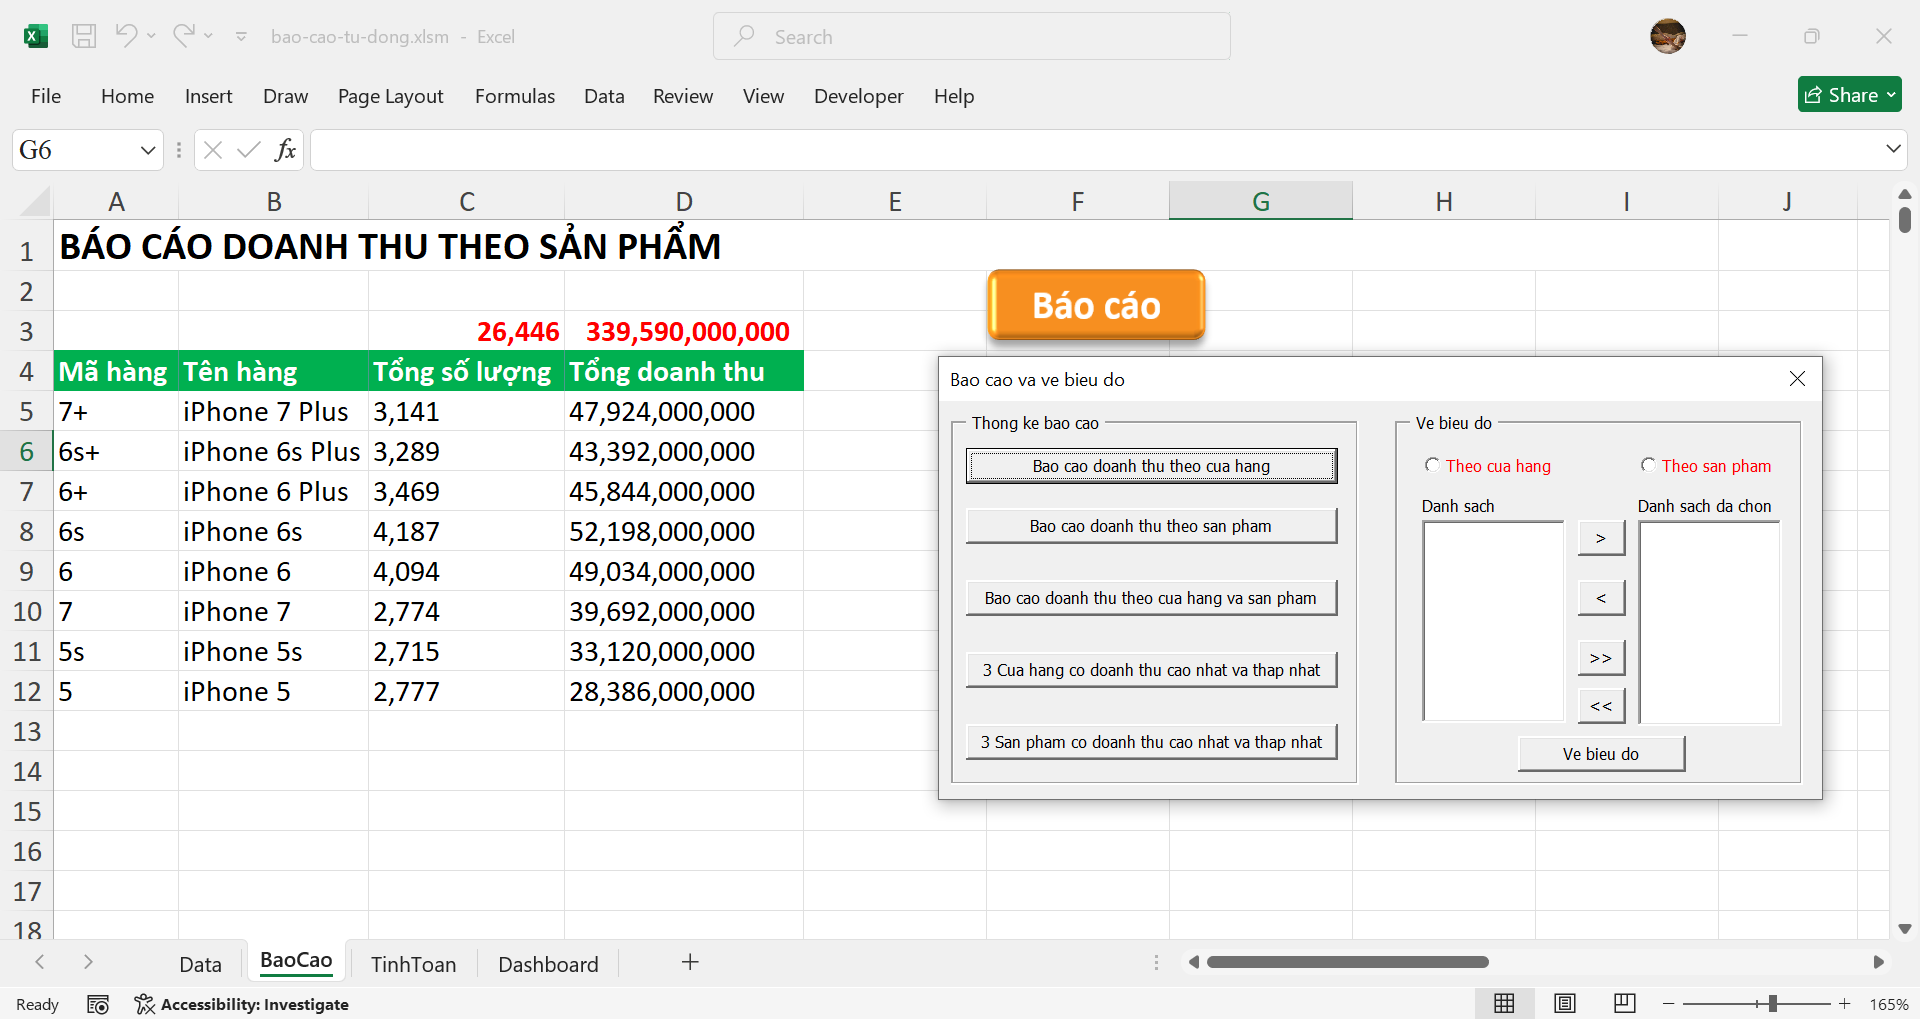 bao-cao-tu-dong.xlsm - Excel
Search
File Home Insert Draw Page Layout Formulas Data Review View Developer Help
Share
G6
fx
A B C D E F G H I J
1 BÁO CÁO DOANH THU THEO SẢN PHẨM
2
Báo cáo
3 26,446 339,590,000,000
4 Mã hàng Tên hàng Tổng số lượng Tổng doanh thu
5 7+ iPhone 7 Plus 3,141 47,924,000,000
6 6s+ iPhone 6s Plus 3,289 43,392,000,000
7 6+ iPhone 6 Plus 3,469 45,844,000,000
8 6s iPhone 6s 4,187 52,198,000,000
9 6 iPhone 6 4,094 49,034,000,000
10 7 iPhone 7 2,774 39,692,000,000
11 5s iPhone 5s 2,715 33,120,000,000
12 5 iPhone 5 2,777 28,386,000,000
13
14
15
16
17
18
Bao cao va ve bieu do
Thong ke bao cao
Bao cao doanh thu theo cua hang
Bao cao doanh thu theo san pham
Bao cao doanh thu theo cua hang va san pham
3 Cua hang co doanh thu cao nhat va thap nhat
3 San pham co doanh thu cao nhat va thap nhat
Ve bieu do
Theo cua hang Theo san pham
Danh sach Danh sach da chon
>
<
>>
<<
Ve bieu do
Data BaoCao TinhToan Dashboard
Ready Accessibility: Investigate 165%